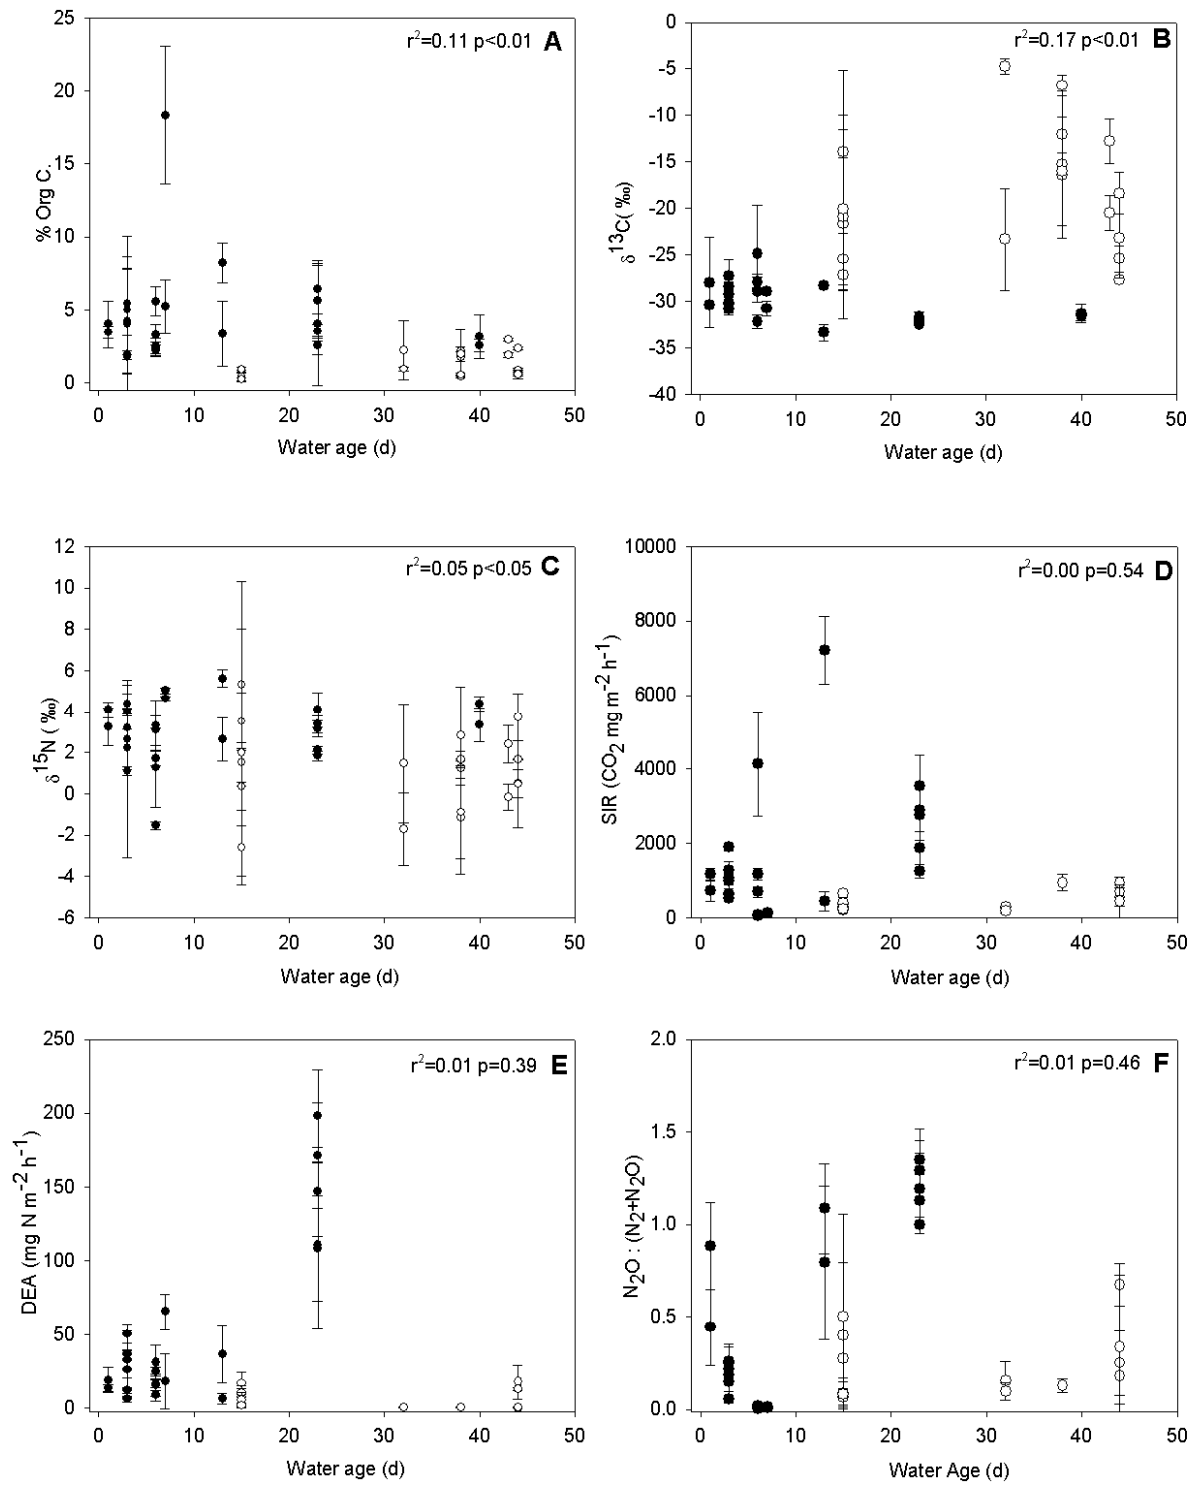 r²=0.11 p<0.01 A
25
20
15
10
5
0
% Org C.
0 10 20 30 40 50
Water age (d)
r²=0.17 p<0.01 B
0
-5
-10
-15
-20
-25
-30
-35
-40
δ¹³C( ‰)
0 10 20 30 40 50
Water age (d)
r²=0.05 p<0.05 C
12
10
8
6
4
2
0
-2
-4
-6
δ¹⁵N ( ‰)
0 10 20 30 40 50
Water age (d)
r²=0.00 p=0.54 D
10000
8000
6000
4000
2000
0
SIR (CO₂ mg m⁻² h⁻¹)
0 10 20 30 40 50
Water age (d)
r²=0.01 p=0.39 E
250
200
150
100
50
0
DEA (mg N m⁻² h⁻¹)
0 10 20 30 40 50
Water age (d)
r²=0.01 p=0.46 F
2.0
1.5
1.0
0.5
0.0
N₂O : (N₂+N₂O)
0 10 20 30 40 50
Water Age (d)